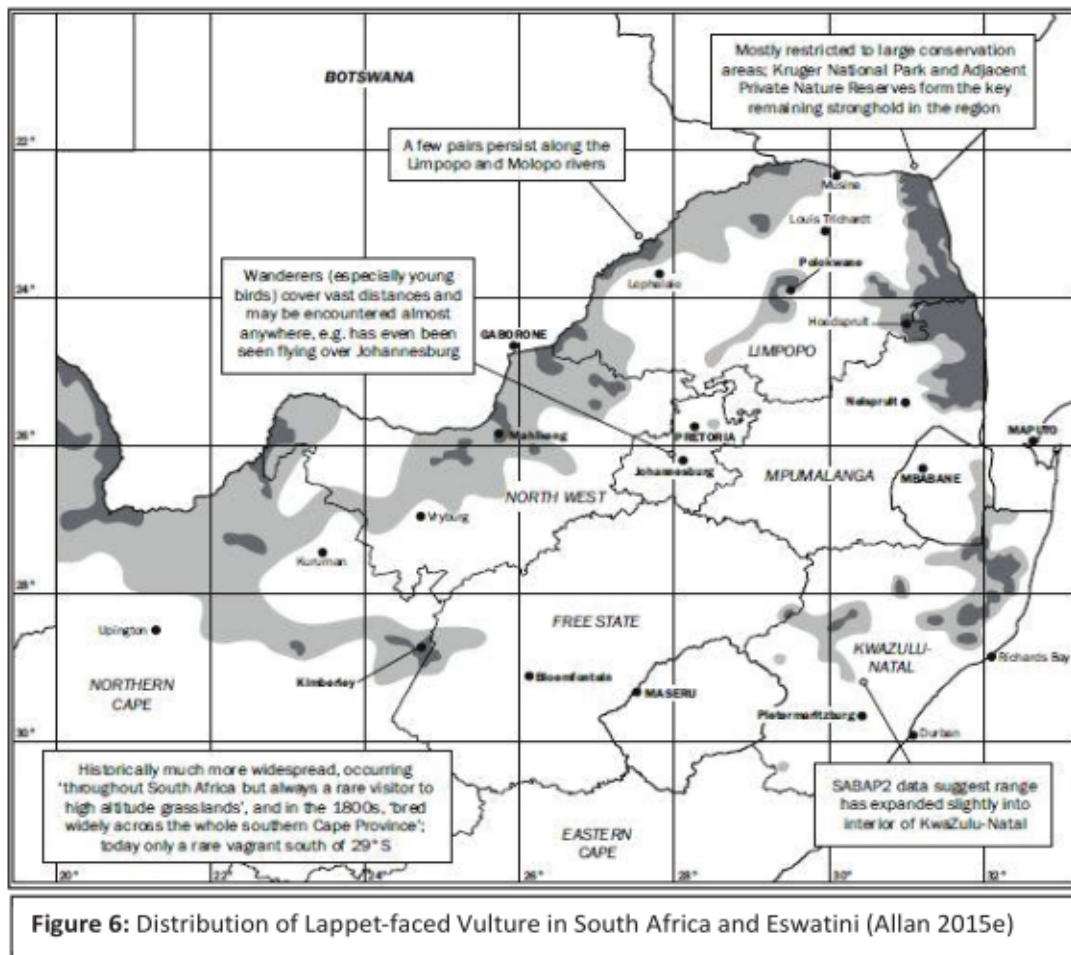 BOTSWANA
Mostly restricted to large conservation
areas; Kruger National Park and Adjacent
Private Nature Reserves form the key
remaining stronghold in the region
22°
A few pairs persist along the
Limpopo and Molopo rivers
Musina
Louis Trichardt
Polokwane
Wanderers (especially young
birds) cover vast distances and
may be encountered almost
anywhere, e.g. has even been
seen flying over Johannesburg
Lephalale
24°
GABORONE
Hoedspruit
LIMPOPO
Nelspruit
26°
Mahikeng
PRETORIA
MAPUTO
Johannesburg
MPUMALANGA
MBABANE
NORTH WEST
Vryburg
Kuruman
28°
Upington
FREE STATE
KWAZULU-
NATAL
Richards Bay
NORTHERN
CAPE
Kimberley
Bloemfontein
MASERU
Pietermaritzburg
30°
Durban
Historically much more widespread, occurring
'throughout South Africa but always a rare visitor to
high altitude grasslands', and in the 1800s, 'bred
widely across the whole southern Cape Province';
today only a rare vagrant south of 29°S
SABAP2 data suggest range
has expanded slightly into
interior of KwaZulu-Natal
EASTERN
CAPE
20° 22° 24° 26° 28° 30° 32°
Figure 6: Distribution of Lappet-faced Vulture in South Africa and Eswatini (Allan 2015e)